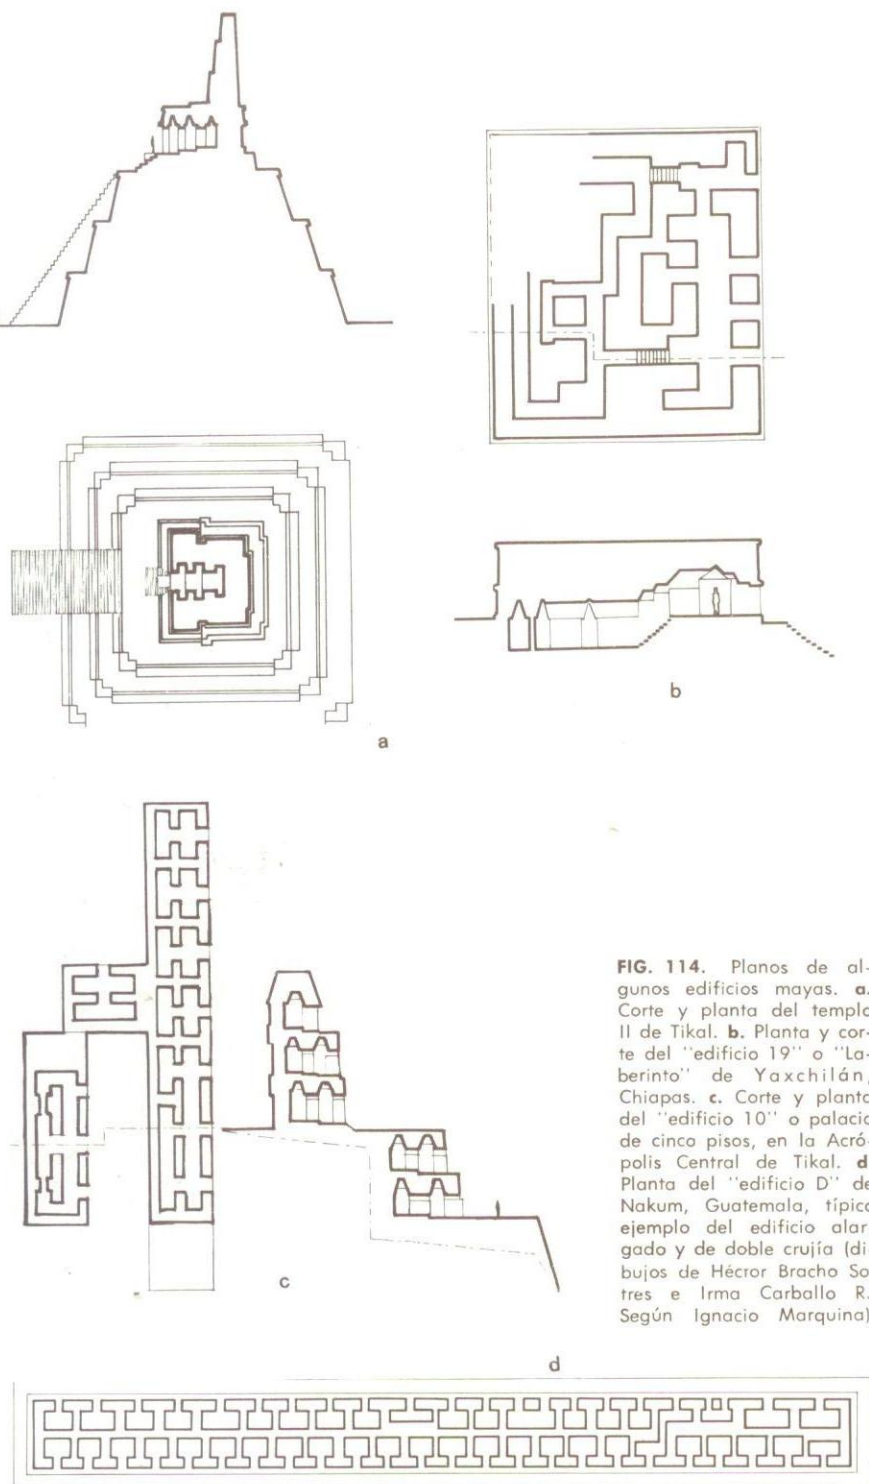 a
b
c
FIG. 114. Planos de al-
gunos edificios mayas. a.
Corte y planta del templo
II de Tikal. b. Planta y cor-
te del "edificio 19" o "La-
berinto" de Yaxchilán,
Chiapas. c. Corte y planta
del "edificio 10" o palacio
de cinco pisos, en la Acró-
polis Central de Tikal. d
Planta del "edificio D" de
Nakum, Guatemala, típico
ejemplo del edificio alar-
gado y de doble crujía (di-
bujos de Héctor Bracho So
tres e Irma Carballo R.
Según Ignacio Marquina)
d